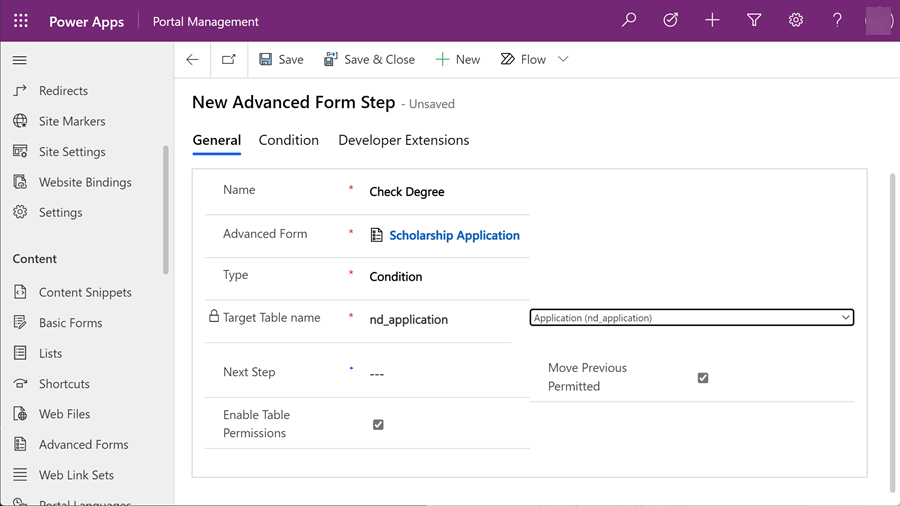 Power Apps Portal Management
Save Save & Close New Flow
Redirects
Site Markers
Site Settings
Website Bindings
Settings
Content
Content Snippets
Basic Forms
Lists
Shortcuts
Web Files
Advanced Forms
Web Link Sets
Portal Languages
New Advanced Form Step - Unsaved
General Condition Developer Extensions
Name * Check Degree
Advanced Form * Scholarship Application
Type * Condition
Target Table name * nd_application Application (nd_application)
Next Step * ---
Move Previous
Permitted
Enable Table
Permissions